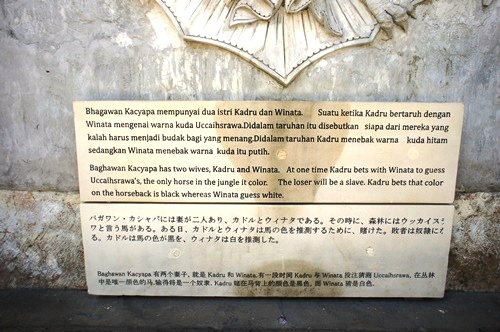 Bhagawan Kacyapa mempunyai dua istri Kadru dan Winata. Suatu ketika Kadru bertaruh dengan
Winata mengenai warna kuda Uccaihsrawa.Didalam taruhan itu disebutkan siapa dari mereka yang
kalah harus menjadi budak bagi yang menang.Didalam taruhan Kadru menebak warna kuda hitam
sedangkan Winata menebak warna kuda itu putih.
Baghawan Kacyapa has two wives, Kadru and Winata. At one time Kadru bets with Winata to guess
Uccaihsrawa's, the only horse in the jungle it color. The loser will be a slave. Kadru bets that color
on the horseback is black whereas Winata guess white.
バガワン・カシャパには妻が二人あり、カドルとウィナタである。その時に、森林にはウッカイス
ワと言う馬がある。ある日、カドルとウィナタは馬の色を推測するために、賭けた。敗者は奴隷にな
る。カドルは馬の色が黒を、ウィナタは白を推測した。
Baghawan Kacyapa 有两个妻子, 就是 Kadru 和 Winata. 有一段时间 Kadru 与 Winata 投注猜测 Uccaihsrawa, 在丛林
中是唯一颜色的马. 输得将是一个奴隶. Kadru 赌在马背上的颜色是黑色, 而 Winata 猜是白色.